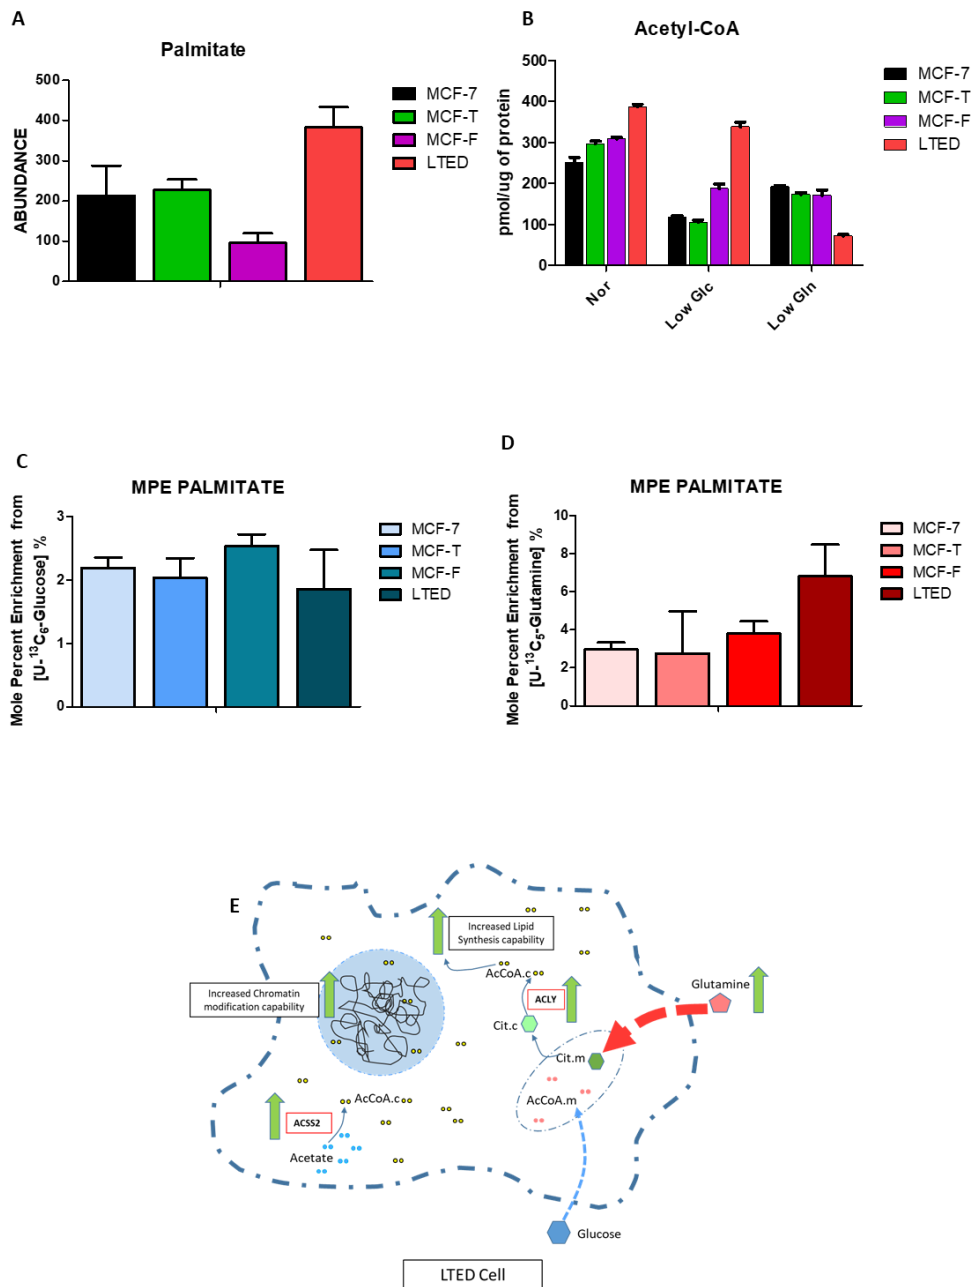 A
Palmitate
ABUNDANCE
500
400
300
200
100
0
MCF-7
MCF-T
MCF-F
LTED
B
Acetyl-CoA
pmol/ug of protein
500
400
300
200
100
0
Nor
Low Glc
Low Gln
MCF-7
MCF-T
MCF-F
LTED
C
MPE PALMITATE
Mole Percent Enrichment from
[U-¹³C₆-Glucose] %
3
2
1
0
MCF-7
MCF-T
MCF-F
LTED
D
MPE PALMITATE
Mole Percent Enrichment from
[U-¹³C₅-Glutamine] %
10
8
6
4
2
0
MCF-7
MCF-T
MCF-F
LTED
E
Increased Lipid
Synthesis capability
AcCoA.c
Glutamine
Increased Chromatin
modification capability
ACLY
Cit.c
Cit.m
AcCoA.m
AcCoA.c
ACSS2
Acetate
Glucose
LTED Cell